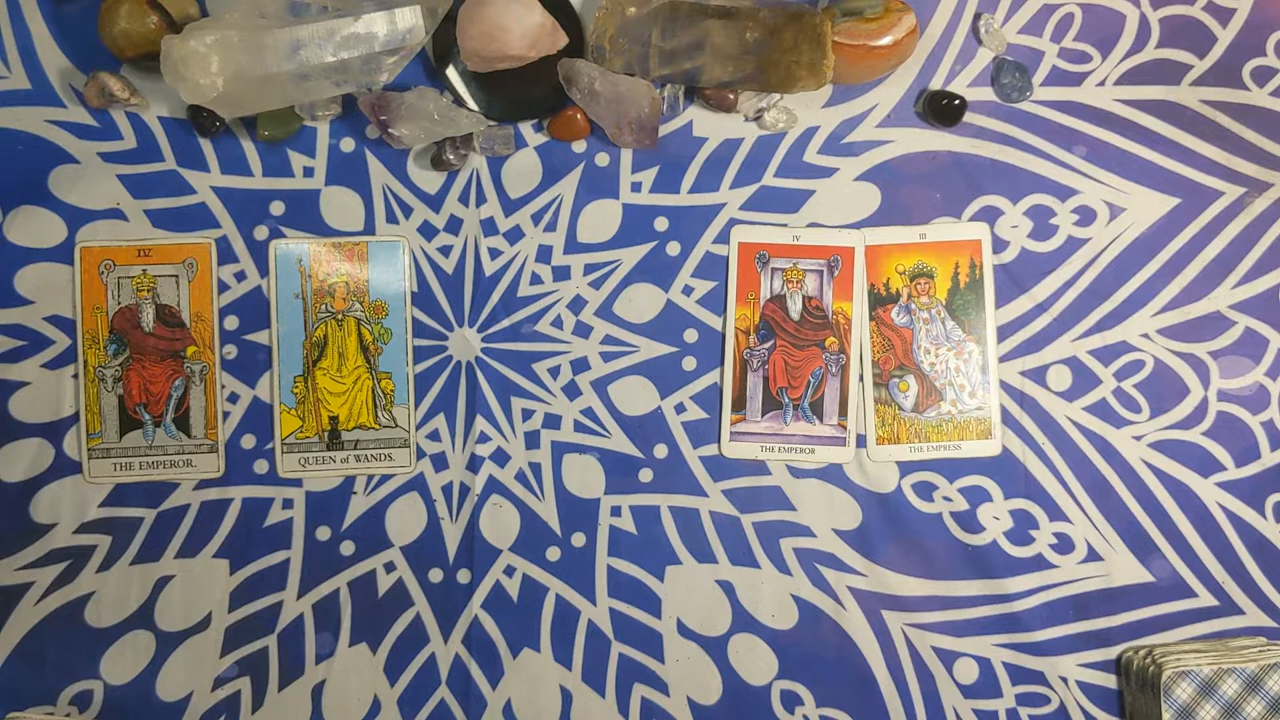 IV
THE EMPEROR.
QUEEN of WANDS.
IV
THE EMPEROR
III
THE EMPRESS